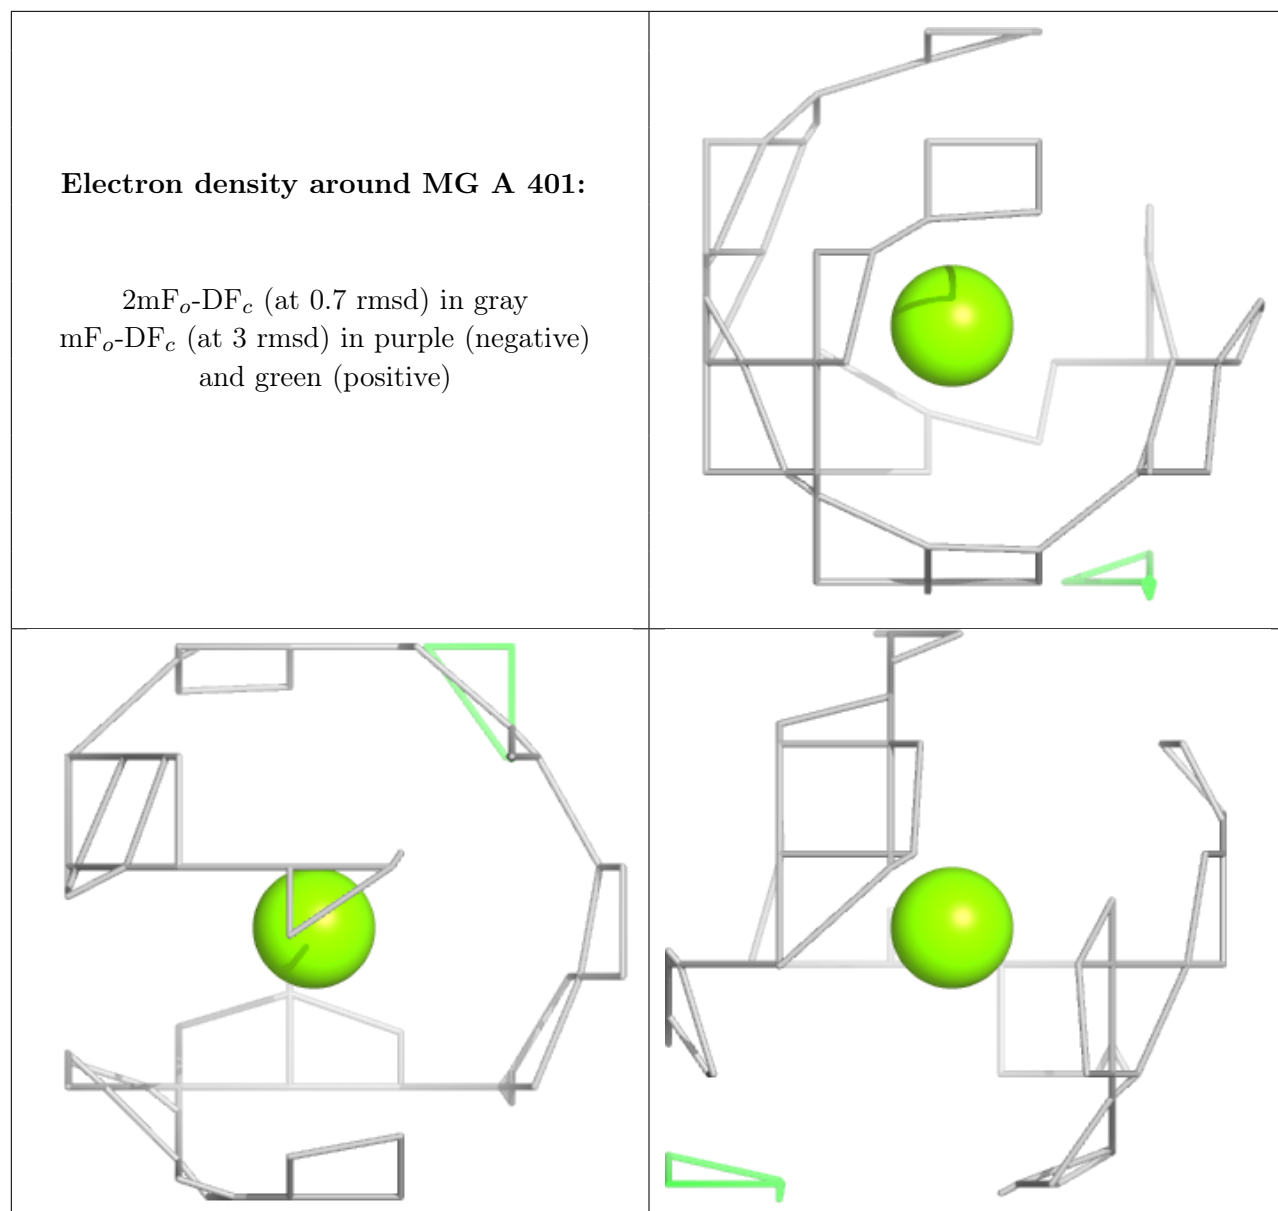 Electron density around MG A 401:
2mFo-DFc (at 0.7 rmsd) in gray
mFo-DFc (at 3 rmsd) in purple (negative)
and green (positive)